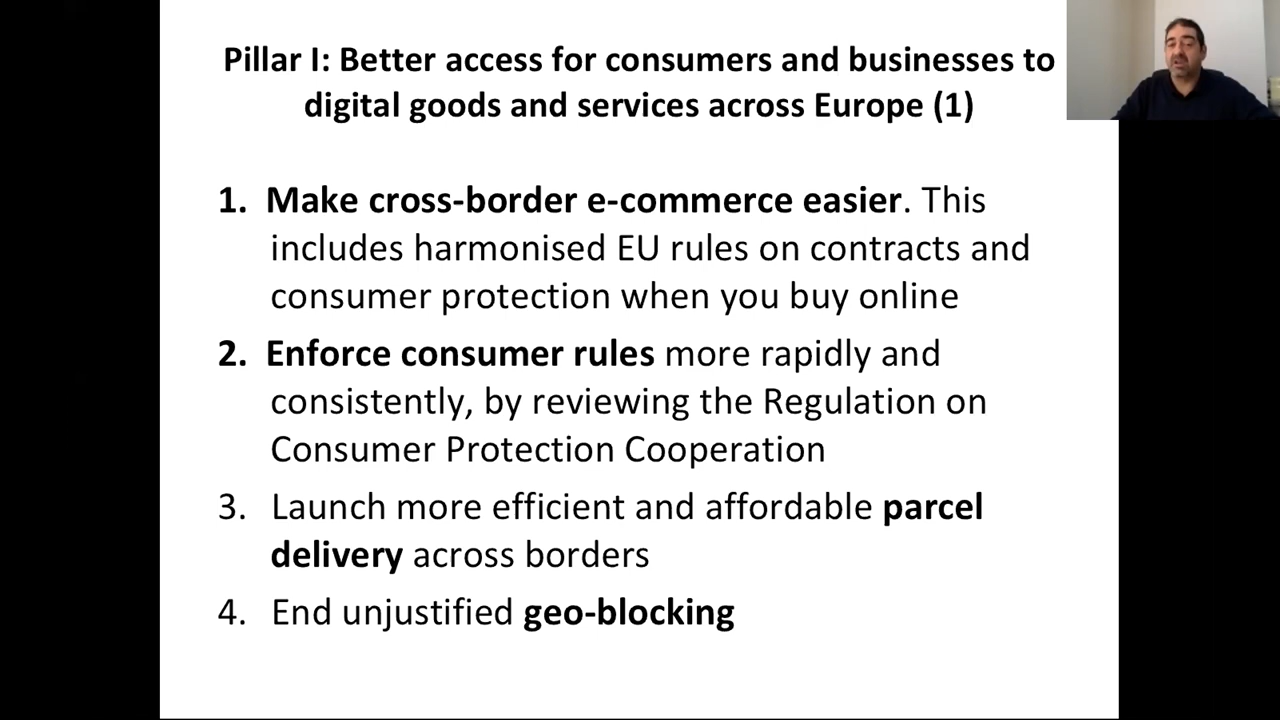 Pillar I: Better access for consumers and businesses to
digital goods and services across Europe (1)
1. Make cross-border e-commerce easier. This
includes harmonised EU rules on contracts and
consumer protection when you buy online
2. Enforce consumer rules more rapidly and
consistently, by reviewing the Regulation on
Consumer Protection Cooperation
3. Launch more efficient and affordable parcel
delivery across borders
4. End unjustified geo-blocking